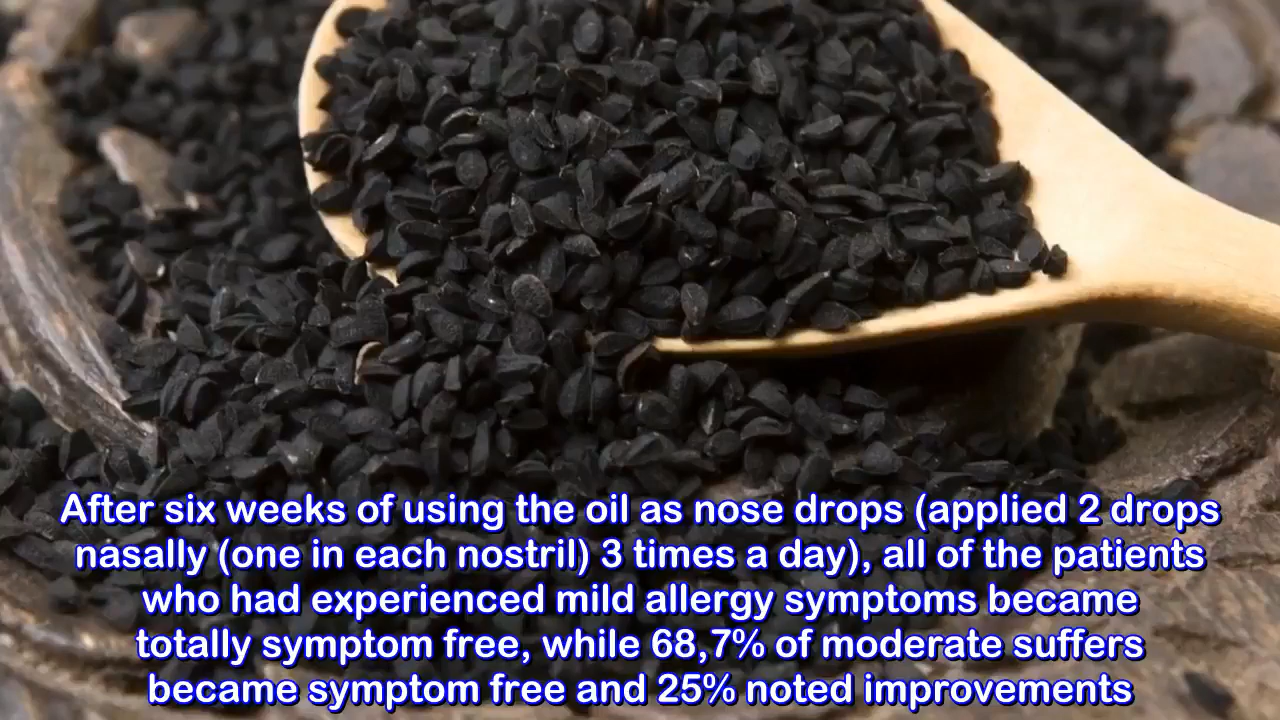 After six weeks of using the oil as nose drops (applied 2 drops
nasally (one in each nostril) 3 times a day), all of the patients
who had experienced mild allergy symptoms became
totally symptom free, while 68,7% of moderate suffers
became symptom free and 25% noted improvements